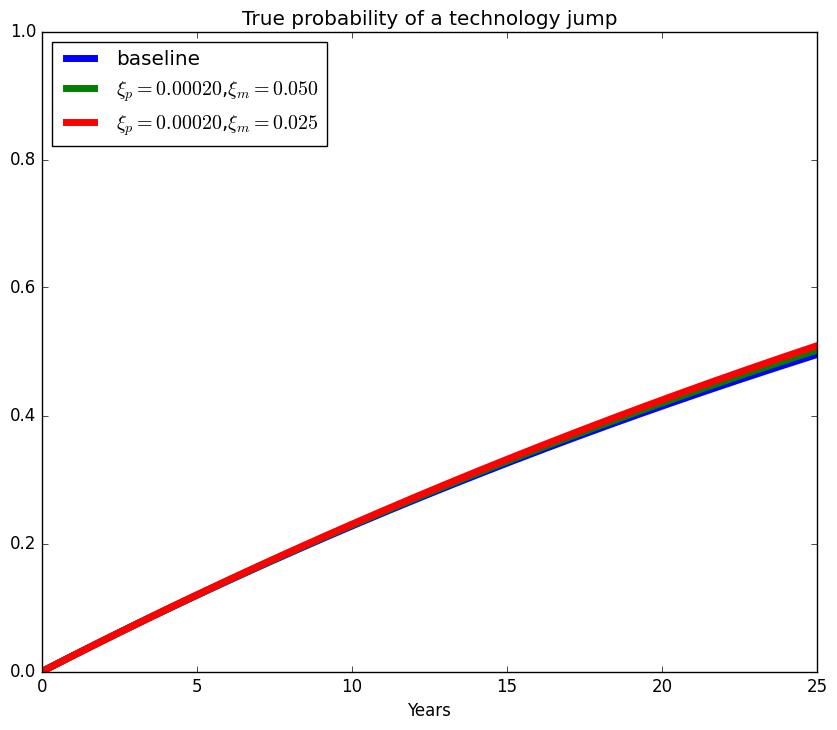 True probability of a technology jump
1.0
baseline
ξp = 0.00020,ξm = 0.050
ξp = 0.00020,ξm = 0.025
0.8
0.6
0.4
0.2
0.0
0 5 10 15 20 25
Years